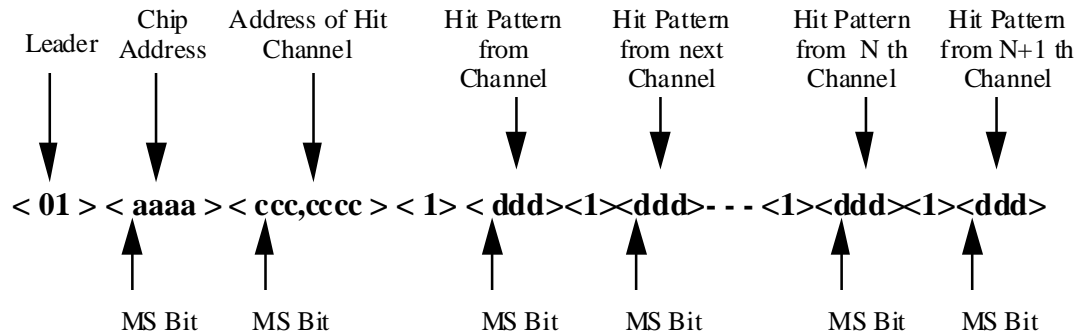 Leader
Chip
Address
Address of Hit
Channel
Hit Pattern
from
Channel
Hit Pattern
from next
Channel
Hit Pattern
from N th
Channel
Hit Pattern
from N+1 th
Channel
< 01 > < aaaa > < ccc,cccc > < 1> < ddd><1><ddd>- - - <1><ddd><1><ddd>
MS Bit
MS Bit
MS Bit
MS Bit
MS Bit
MS Bit